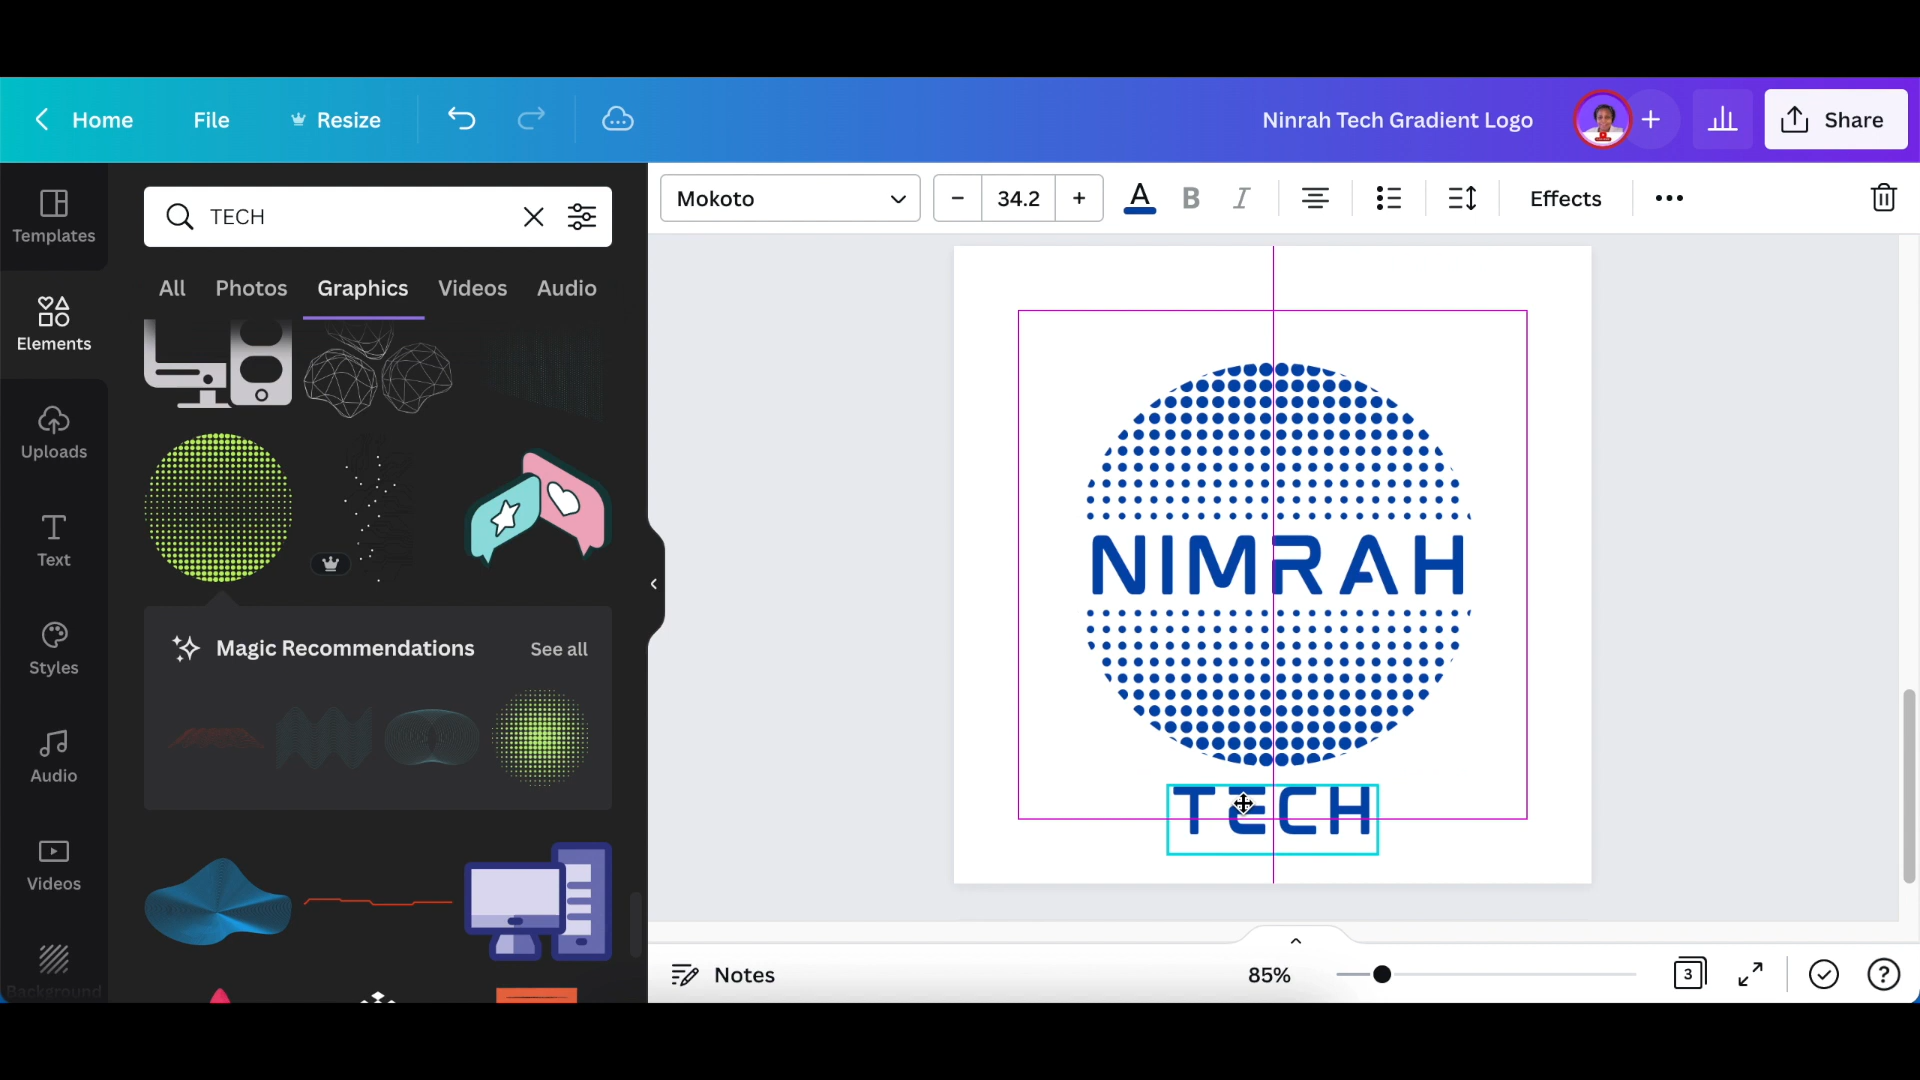 Home
File
Resize
Ninrah Tech Gradient Logo
Share
Templates
Elements
Uploads
Text
Styles
Audio
Videos
Background
TECH
All
Photos
Graphics
Videos
Audio
Magic Recommendations
See all
Mokoto
34.2
A
B
I
Effects
NIMRAH
TECH
Notes
85%
3